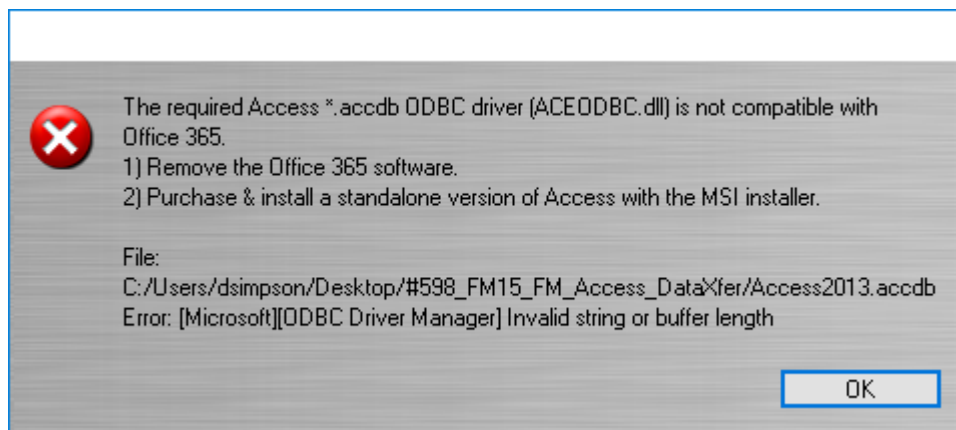 The required Access *.accdb ODBC driver (ACEODBC.dll) is not compatible with
Office 365.
1) Remove the Office 365 software.
2) Purchase & install a standalone version of Access with the MSI installer.
File:
C:/Users/dsimpson/Desktop/#598_FM15_FM_Access_DataXfer/Access2013.accdb
Error: [Microsoft][ODBC Driver Manager] Invalid string or buffer length
OK